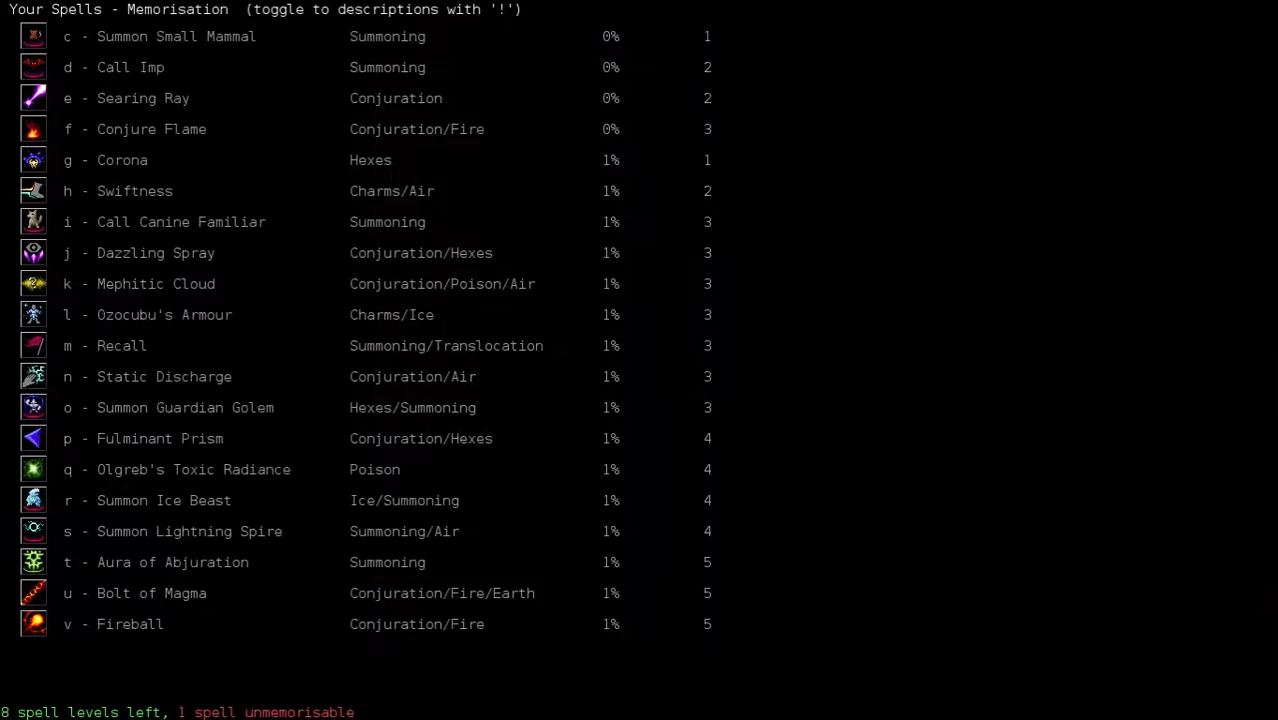 Your Spells - Memorisation  (toggle to descriptions with '!')
c - Summon Small Mammal Summoning 0% 1
d - Call Imp Summoning 0% 2
e - Searing Ray Conjuration 0% 2
f - Conjure Flame Conjuration/Fire 0% 3
g - Corona Hexes 1% 1
h - Swiftness Charms/Air 1% 2
i - Call Canine Familiar Summoning 1% 3
j - Dazzling Spray Conjuration/Hexes 1% 3
k - Mephitic Cloud Conjuration/Poison/Air 1% 3
l - Ozocubu's Armour Charms/Ice 1% 3
m - Recall Summoning/Translocation 1% 3
n - Static Discharge Conjuration/Air 1% 3
o - Summon Guardian Golem Hexes/Summoning 1% 3
p - Fulminant Prism Conjuration/Hexes 1% 4
q - Olgreb's Toxic Radiance Poison 1% 4
r - Summon Ice Beast Ice/Summoning 1% 4
s - Summon Lightning Spire Summoning/Air 1% 4
t - Aura of Abjuration Summoning 1% 5
u - Bolt of Magma Conjuration/Fire/Earth 1% 5
v - Fireball Conjuration/Fire 1% 5
8 spell levels left, 1 spell unmemorisable